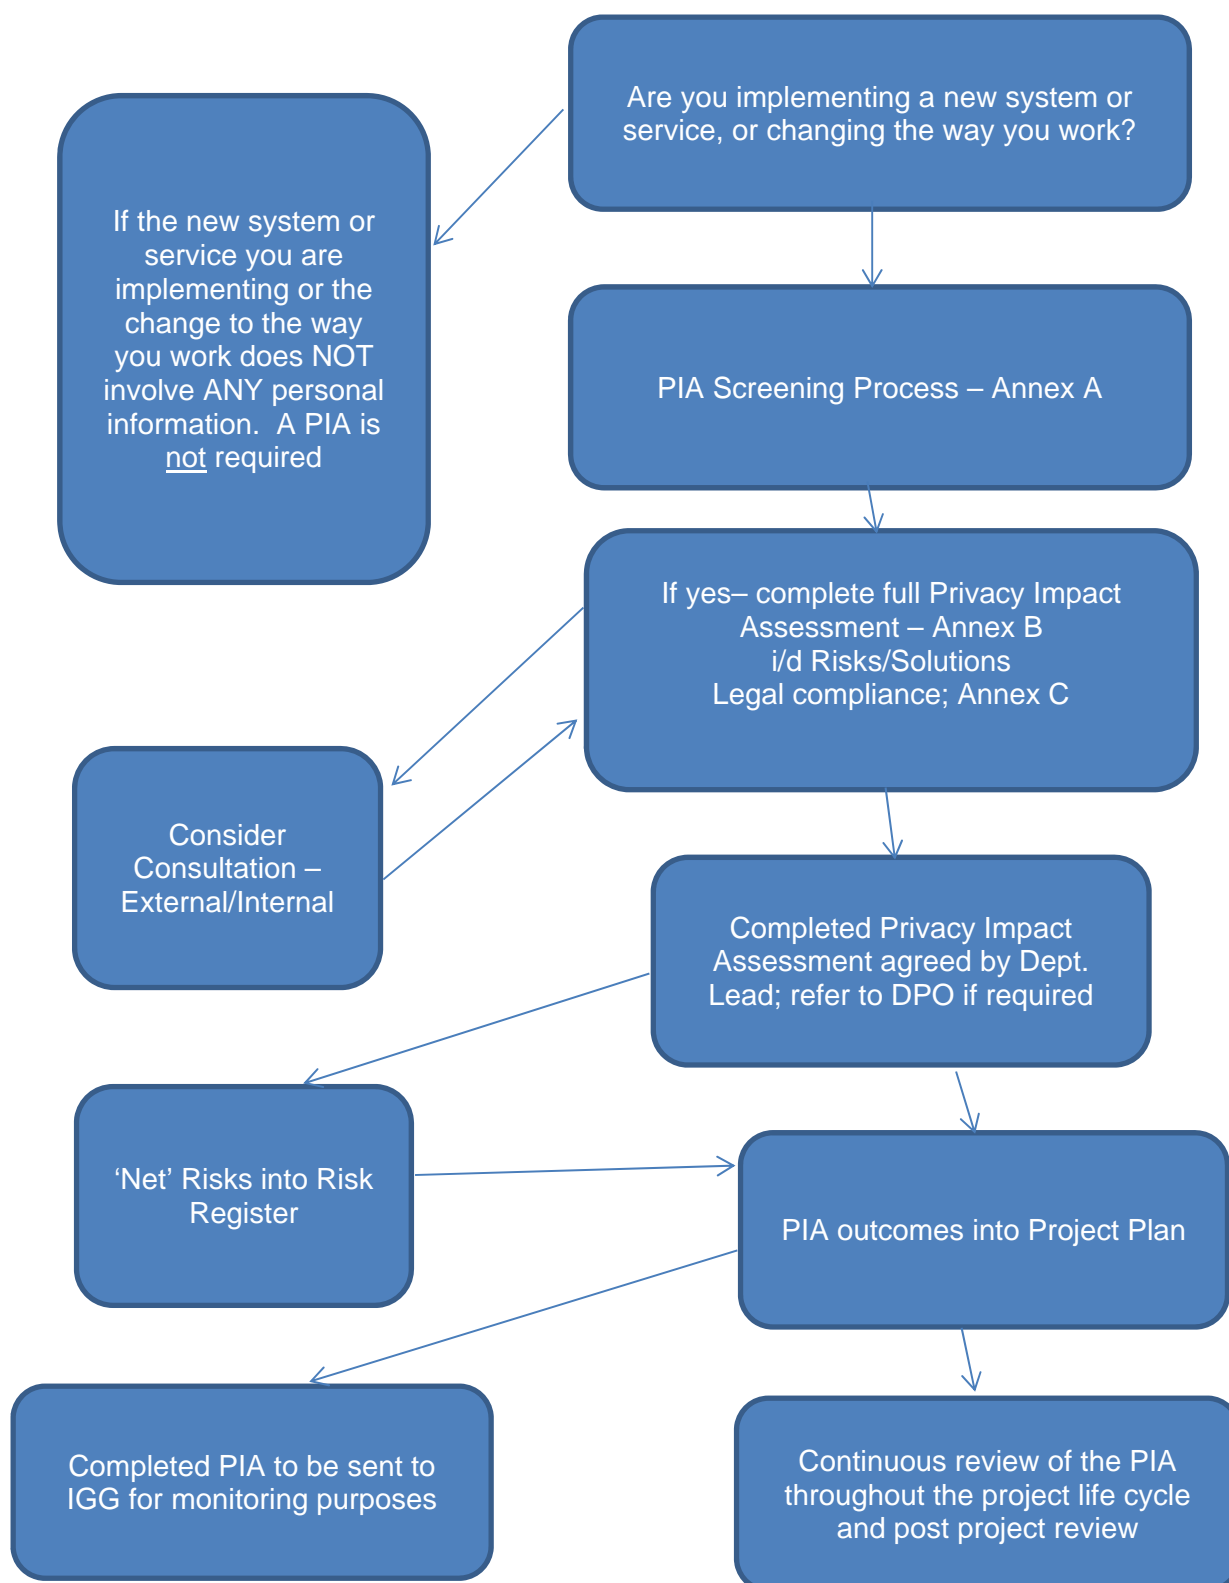 Are you implementing a new system or
service, or changing the way you work?
If the new system or
service you are
implementing or the
change to the way
you work does NOT
involve ANY personal
information.  A PIA is
not required
PIA Screening Process – Annex A
If yes– complete full Privacy Impact
Assessment – Annex B
i/d Risks/Solutions
Legal compliance; Annex C
Consider
Consultation –
External/Internal
Completed Privacy Impact
Assessment agreed by Dept.
Lead; refer to DPO if required
‘Net’ Risks into Risk
Register
PIA outcomes into Project Plan
Completed PIA to be sent to
IGG for monitoring purposes
Continuous review of the PIA
throughout the project life cycle
and post project review